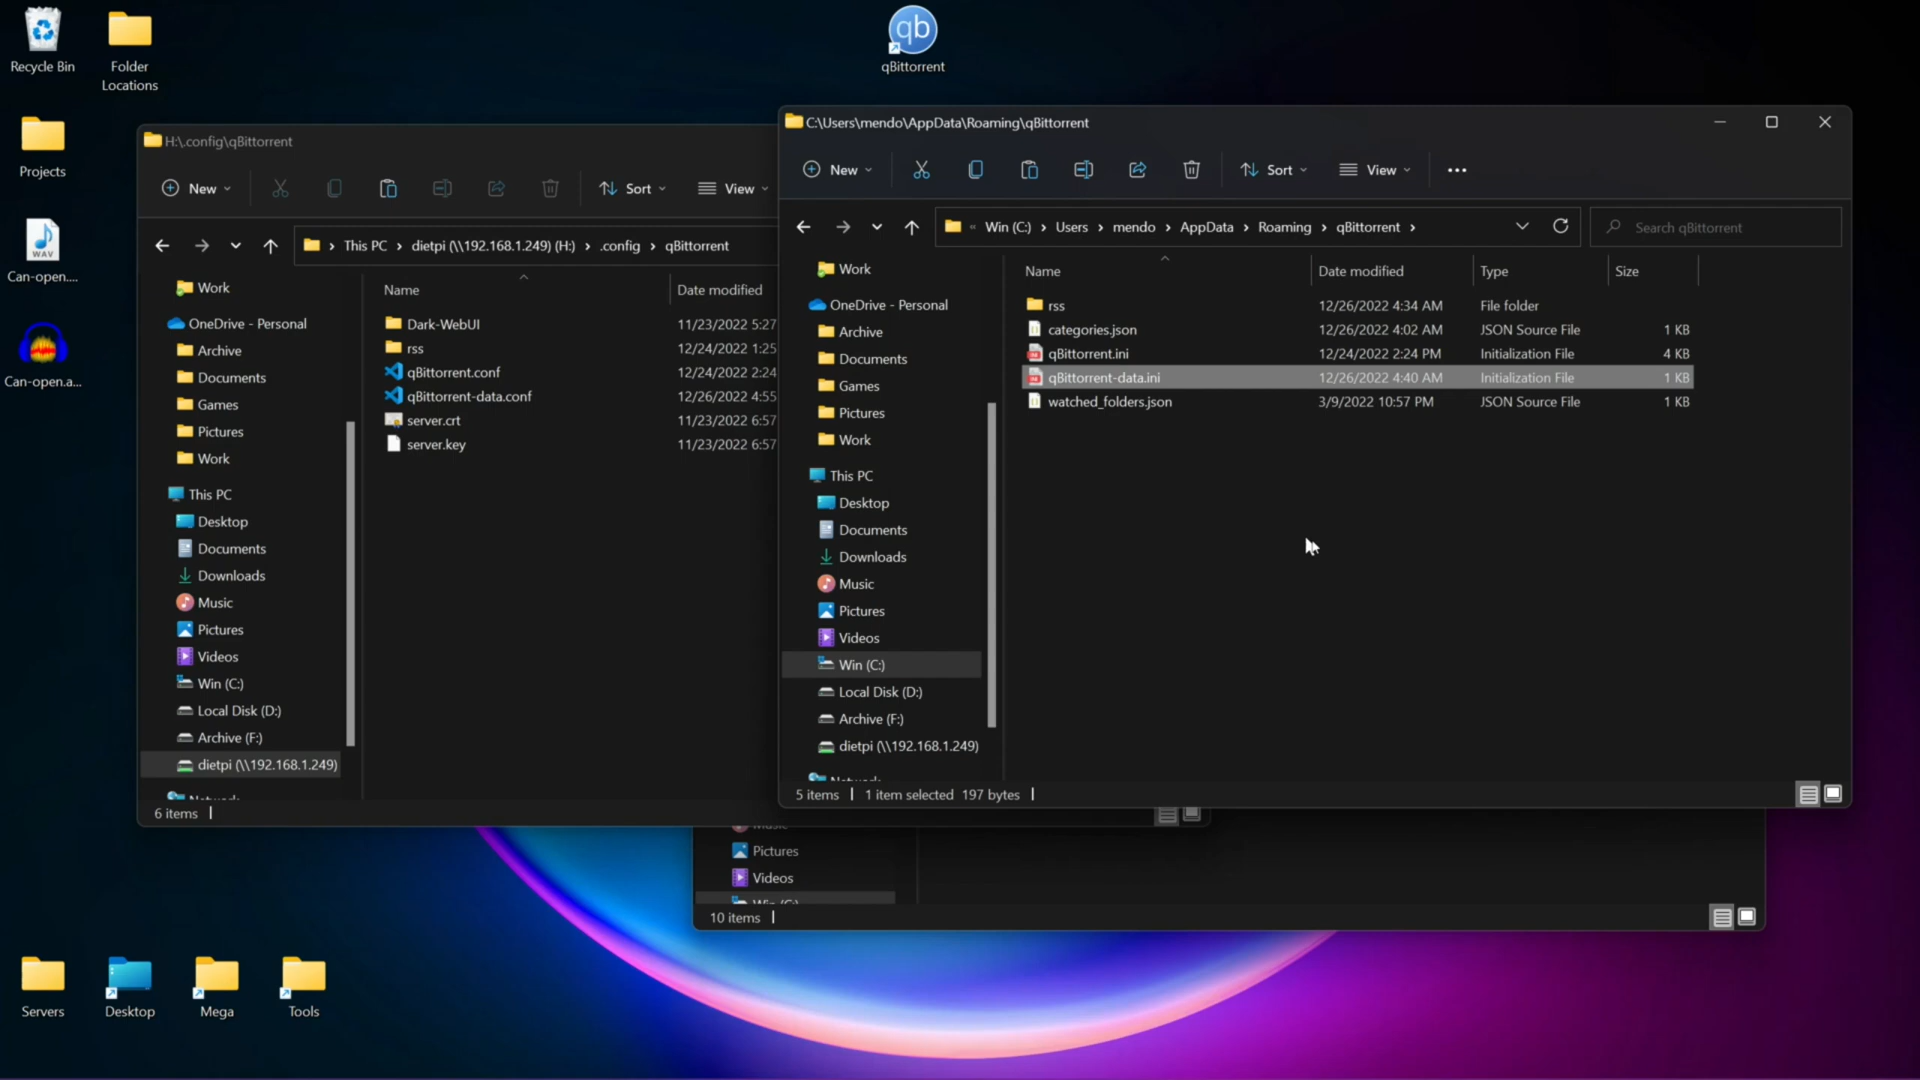 Recycle Bin
Folder
Locations
Projects
Can-open....
Can-open.a...
qBittorrent
Servers
Desktop
Mega
Tools
H:\.config\qBittorrent
New
Sort
View
This PC
dietpi (\\192.168.1.249) (H:)
.config
qBittorrent
Work
OneDrive - Personal
Archive
Documents
Games
Pictures
Work
This PC
Desktop
Documents
Downloads
Music
Pictures
Videos
Win (C:)
Local Disk (D:)
Archive (F:)
dietpi (\\192.168.1.249)
Network
Name
Date modified
Dark-WebUI
11/23/2022 5:27
rss
12/24/2022 1:25
qBittorrent.conf
12/24/2022 2:24
qBittorrent-data.conf
12/26/2022 4:55
server.crt
11/23/2022 6:57
server.key
11/23/2022 6:57
6 items
C:\Users\mendo\AppData\Roaming\qBittorrent
New
Sort
View
« Win (C:)
Users
mendo
AppData
Roaming
qBittorrent
Search qBittorrent
Work
OneDrive - Personal
Archive
Documents
Games
Pictures
Work
This PC
Desktop
Documents
Downloads
Music
Pictures
Videos
Win (C:)
Local Disk (D:)
Archive (F:)
dietpi (\\192.168.1.249)
Network
Name
Date modified
Type
Size
rss
12/26/2022 4:34 AM
File folder
categories.json
12/26/2022 4:02 AM
JSON Source File
1 KB
qBittorrent.ini
12/24/2022 2:24 PM
Initialization File
4 KB
qBittorrent-data.ini
12/26/2022 4:40 AM
Initialization File
1 KB
watched_folders.json
3/9/2022 10:57 PM
JSON Source File
1 KB
5 items
1 item selected 197 bytes
Music
Pictures
Videos
Win (C:)
10 items
WAV
qb